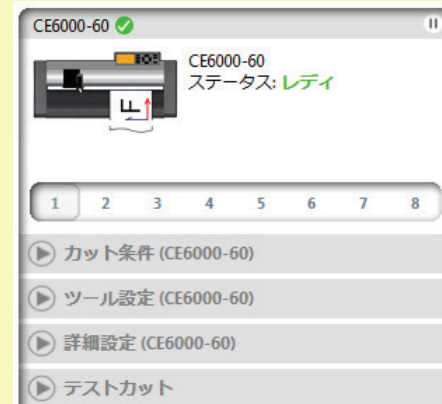 CE6000-60
CE6000-60
ステータス: レディ
F
1 2 3 4 5 6 7 8
カット条件 (CE6000-60)
ツール設定 (CE6000-60)
詳細設定 (CE6000-60)
テストカット